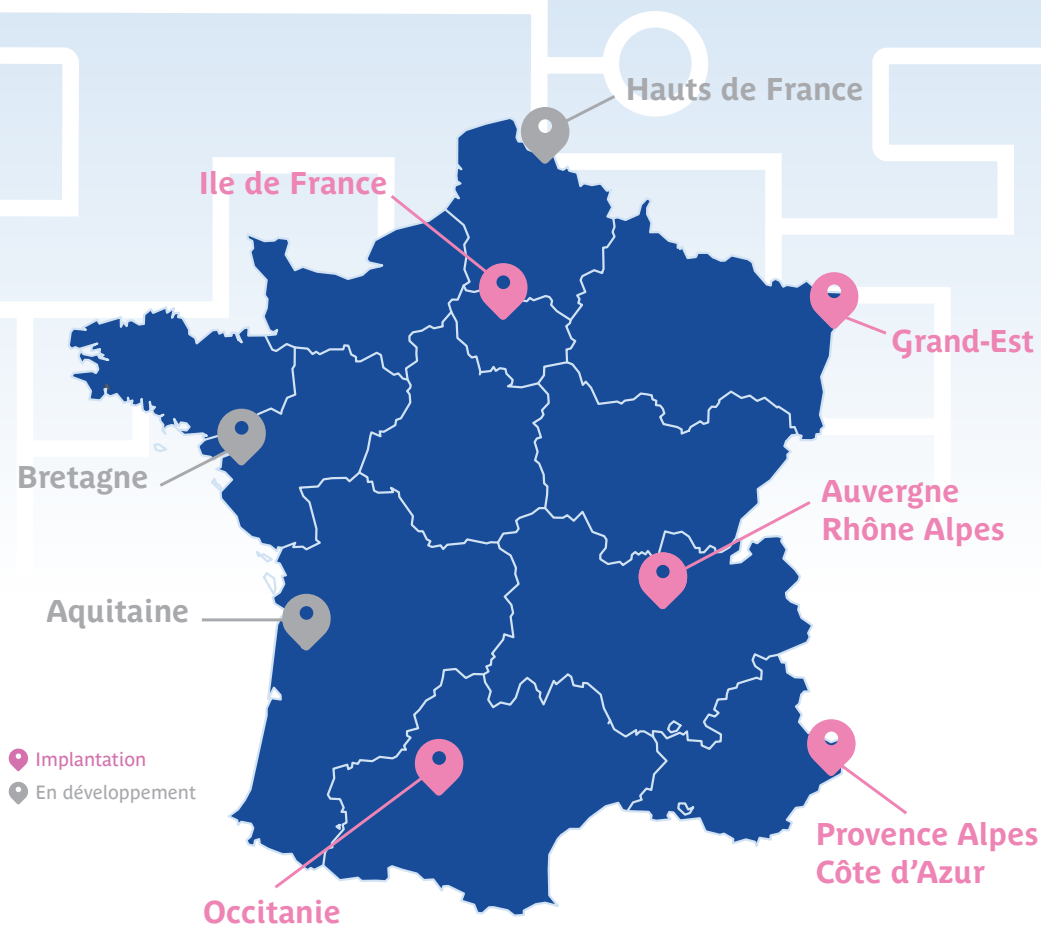 Hauts de France
Ile de France
Grand-Est
Bretagne
Auvergne
Rhône Alpes
Aquitaine
Implantation
En développement
Provence Alpes
Côte d’Azur
Occitanie